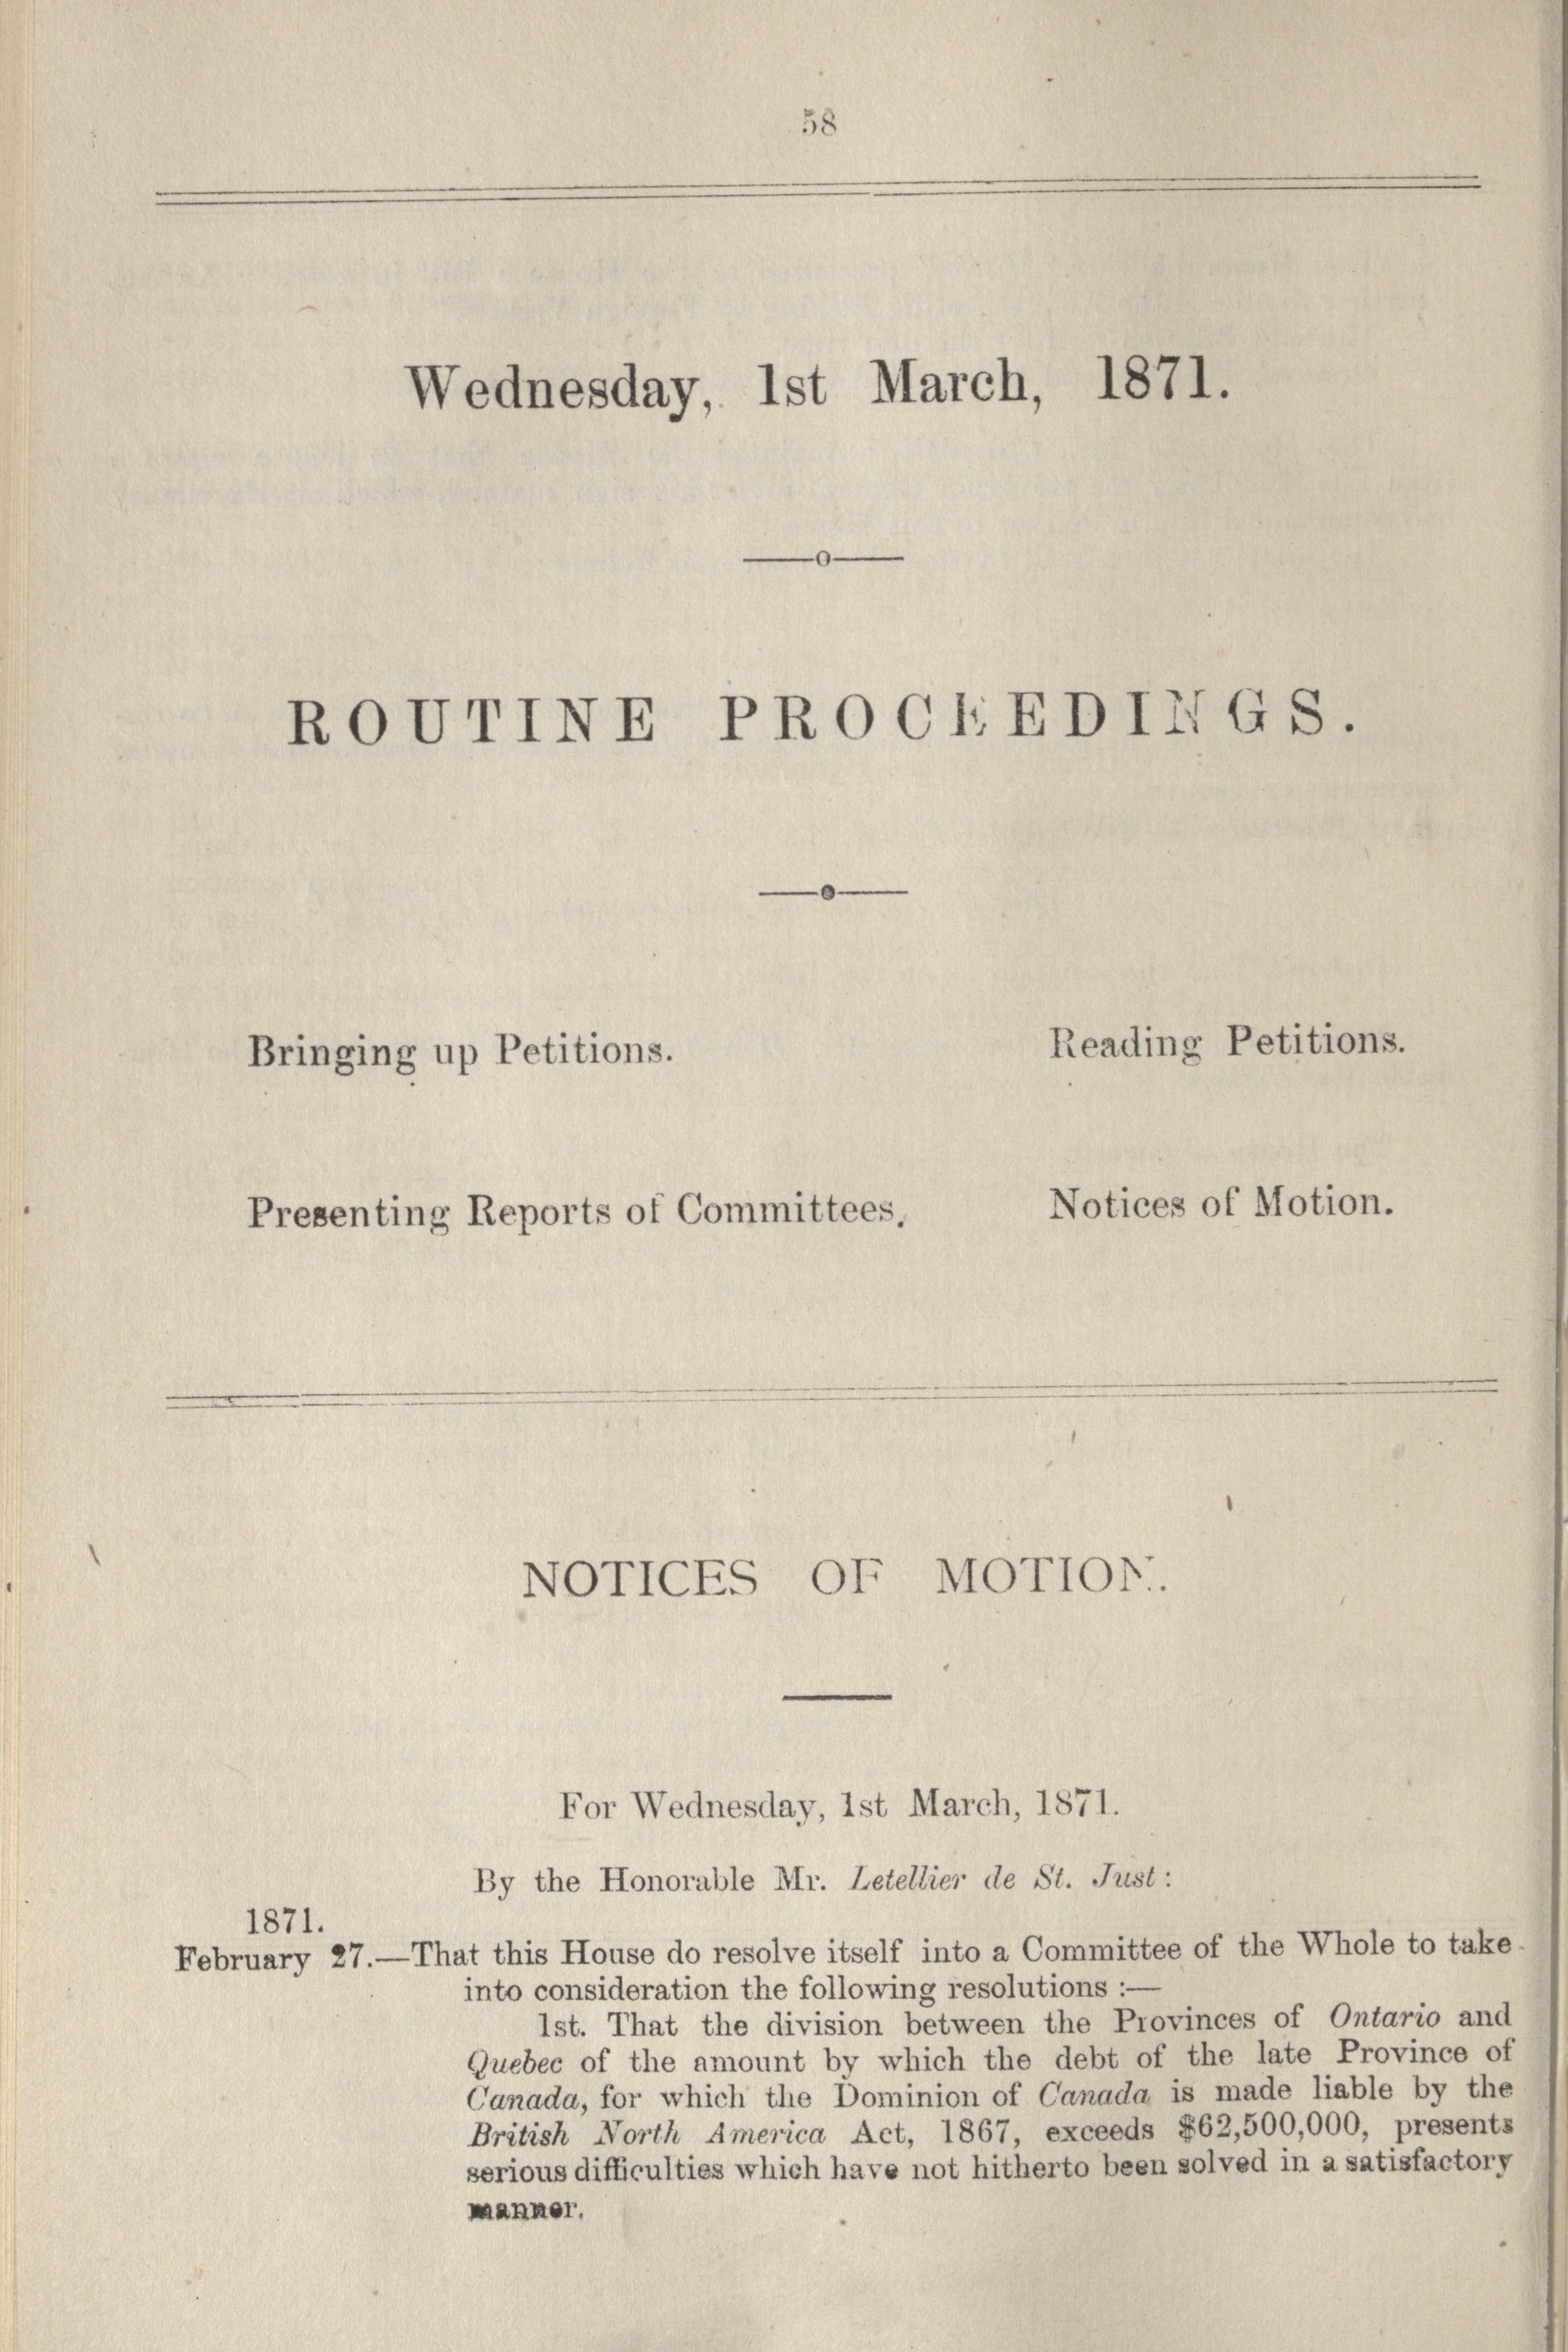 58
Wednesday, 1st March, 1871.
ROUTINE PROCEEDINGS.
Bringing up Petitions. Reading Petitions.
Presenting Reports of Committees. Notices of Motion.
NOTICES OF MOTION.
For Wednesday, 1st March, 1871.
By the Honorable Mr. Letellier de St. Just:
1871.
February 27.—That this House do resolve itself into a Committee of the Whole to take
into consideration the following resolutions :—
1st. That the division between the Provinces of Ontario and
Quebec of the amount by which the debt of the late Province of
Canada, for which the Dominion of Canada is made liable by the
British North America Act, 1867, exceeds $62,500,000, presents
serious difficulties which have not hitherto been solved in a satisfactory
manner.